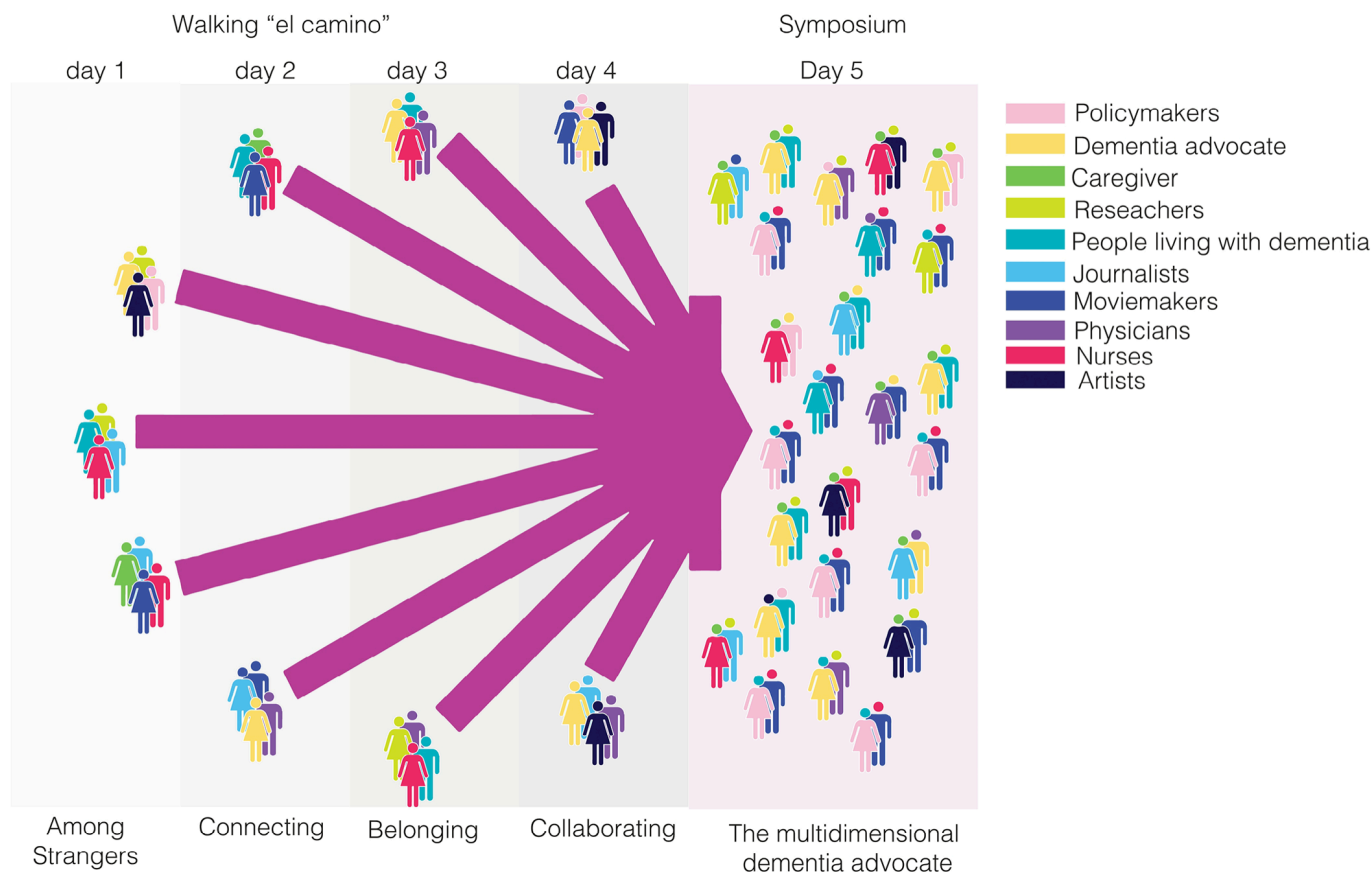 Walking “el camino”
Symposium
day 1
day 2
day 3
day 4
Day 5
Policymakers
Dementia advocate
Caregiver
Reseachers
People living with dementia
Journalists
Moviemakers
Physicians
Nurses
Artists
Among
Strangers
Connecting
Belonging
Collaborating
The multidimensional
dementia advocate